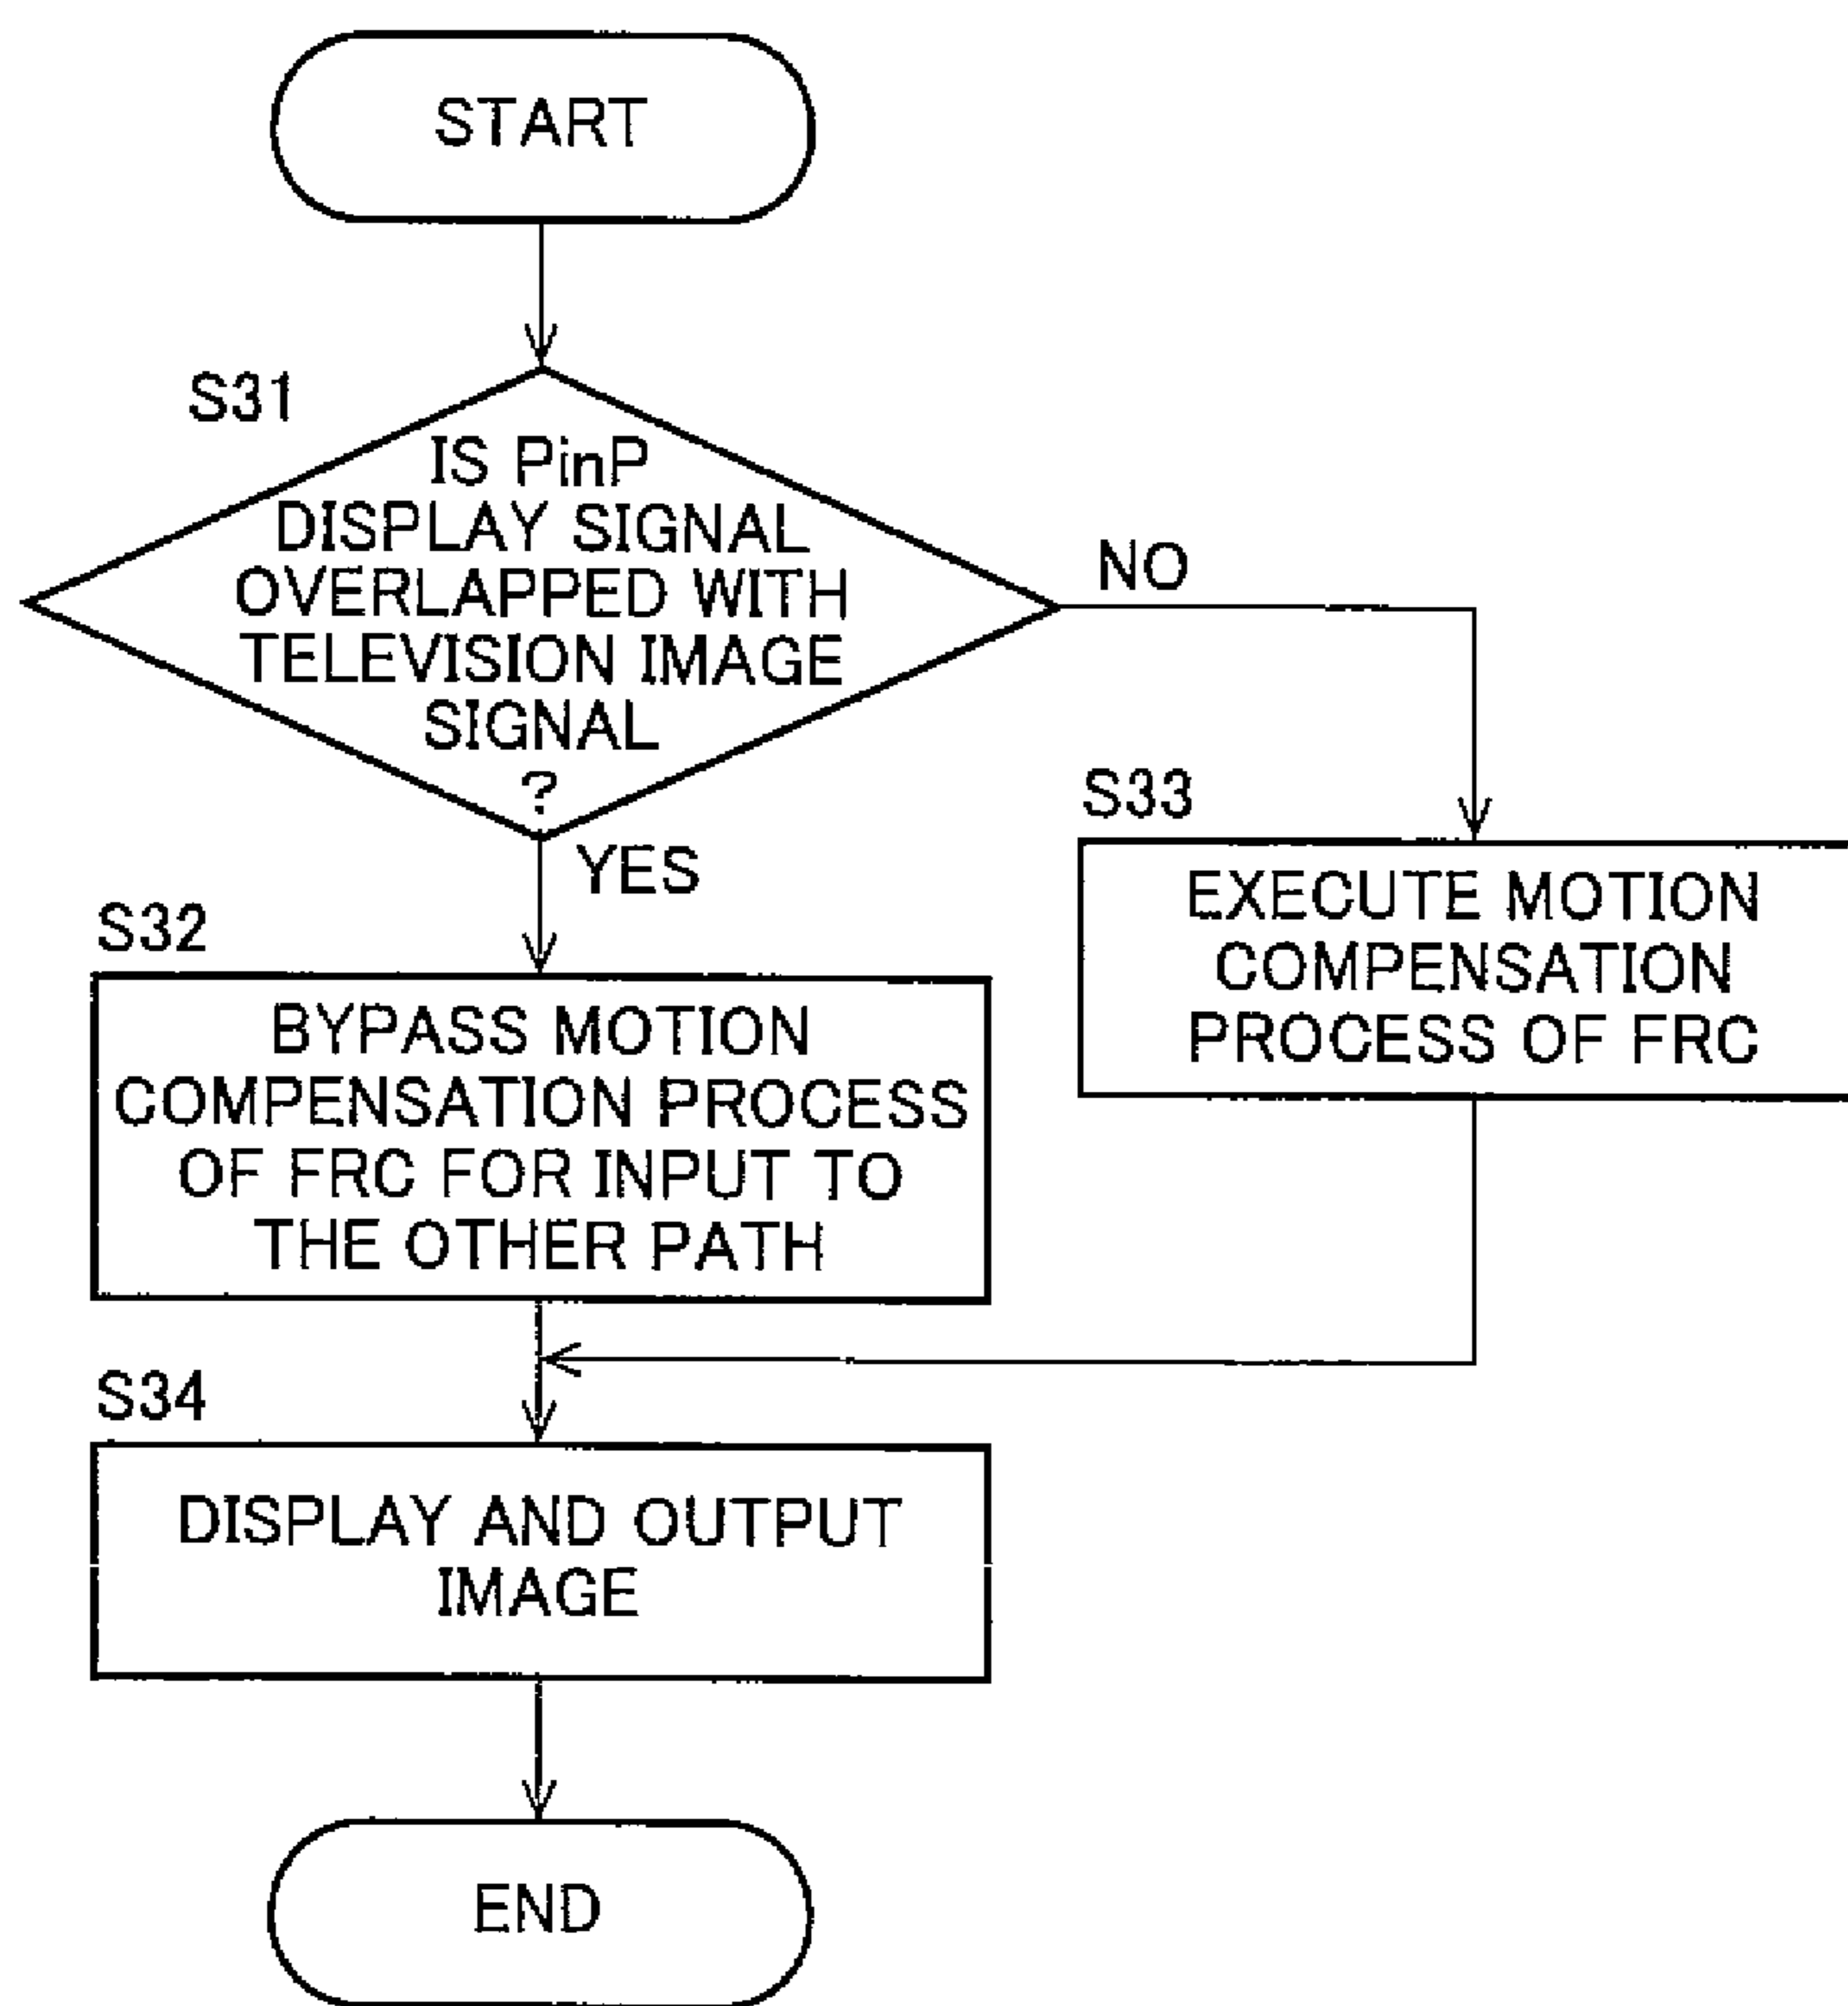 START
S31
IS PinP
DISPLAY SIGNAL
OVERLAPPED WITH
TELEVISION IMAGE
SIGNAL
?
NO
YES
S33
EXECUTE MOTION
COMPENSATION
PROCESS OF FRC
S32
BYPASS MOTION
COMPENSATION PROCESS
OF FRC FOR INPUT TO
THE OTHER PATH
S34
DISPLAY AND OUTPUT
IMAGE
END